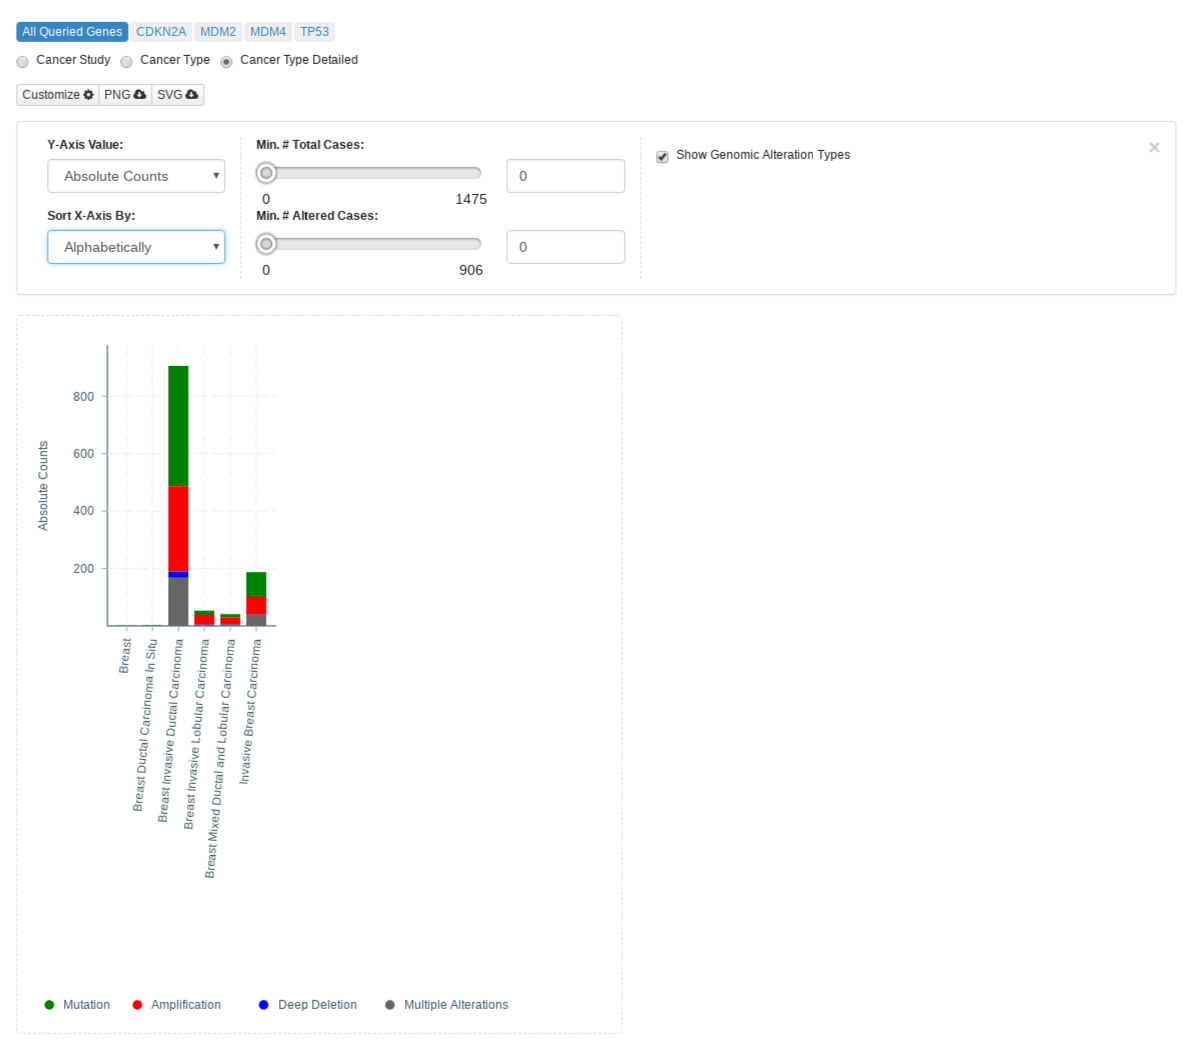 All Queried Genes CDKN2A MDM2 MDM4 TP53
Cancer Study Cancer Type Cancer Type Detailed
Customize PNG SVG
Y-Axis Value: Min. # Total Cases: Show Genomic Alteration Types ×
Absolute Counts 0
0 1475
Sort X-Axis By: Min. # Altered Cases:
Alphabetically 0
0 906
Absolute Counts
800
600
400
200
Breast
Breast Ductal Carcinoma In Situ
Breast Invasive Ductal Carcinoma
Breast Invasive Lobular Carcinoma
Breast Mixed Ductal and Lobular Carcinoma
Invasive Breast Carcinoma
Mutation Amplification Deep Deletion Multiple Alterations